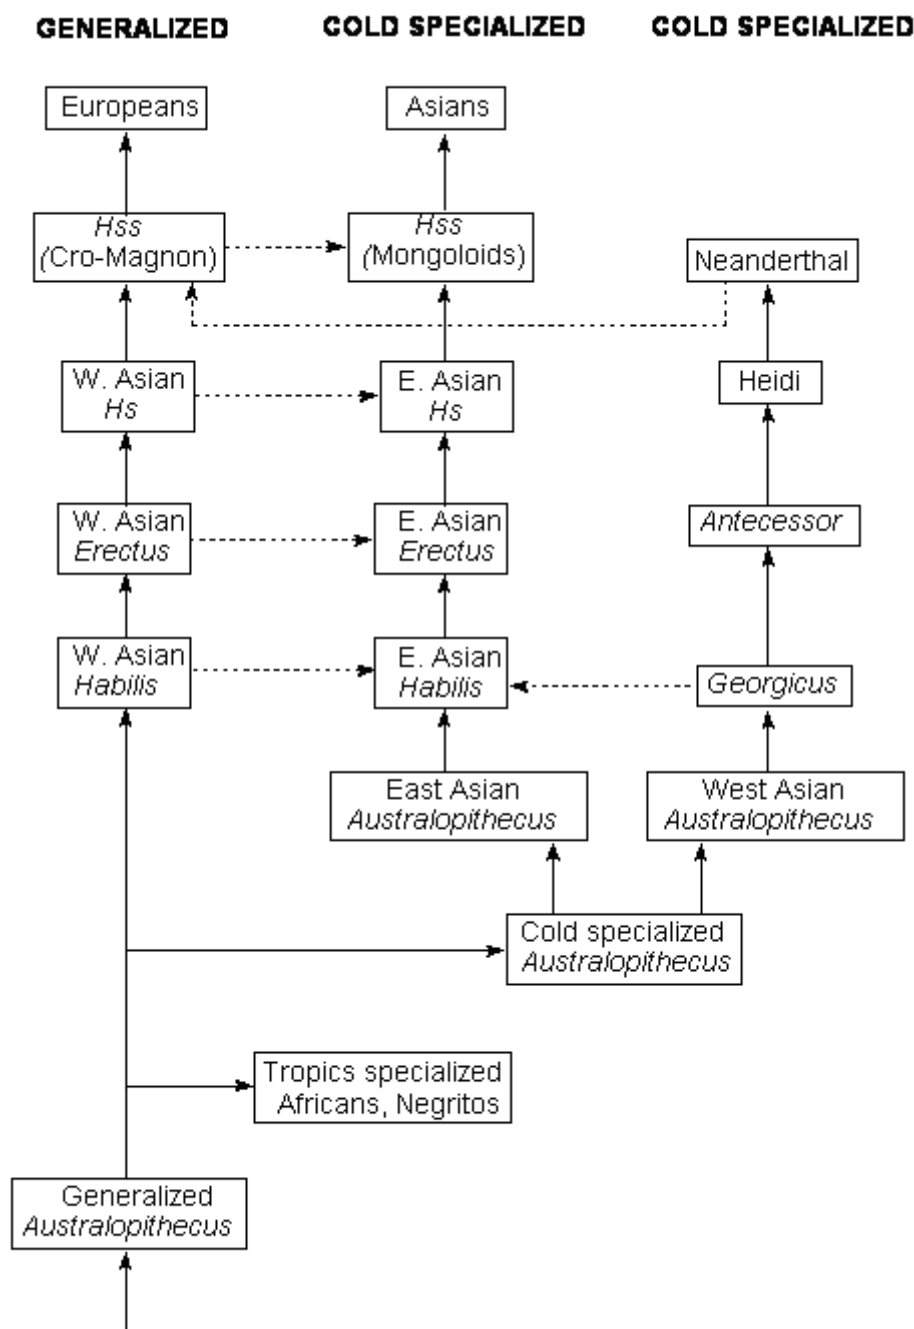 GENERALIZED
COLD SPECIALIZED
COLD SPECIALIZED
Europeans
Asians
Hss
(Cro-Magnon)
Hss
(Mongoloids)
Neanderthal
W. Asian
Hs
E. Asian
Hs
Heidi
W. Asian
Erectus
E. Asian
Erectus
Antecessor
W. Asian
Habilis
E. Asian
Habilis
Georgicus
East Asian
Australopithecus
West Asian
Australopithecus
Cold specialized
Australopithecus
Tropics specialized
Africans, Negritos
Generalized
Australopithecus